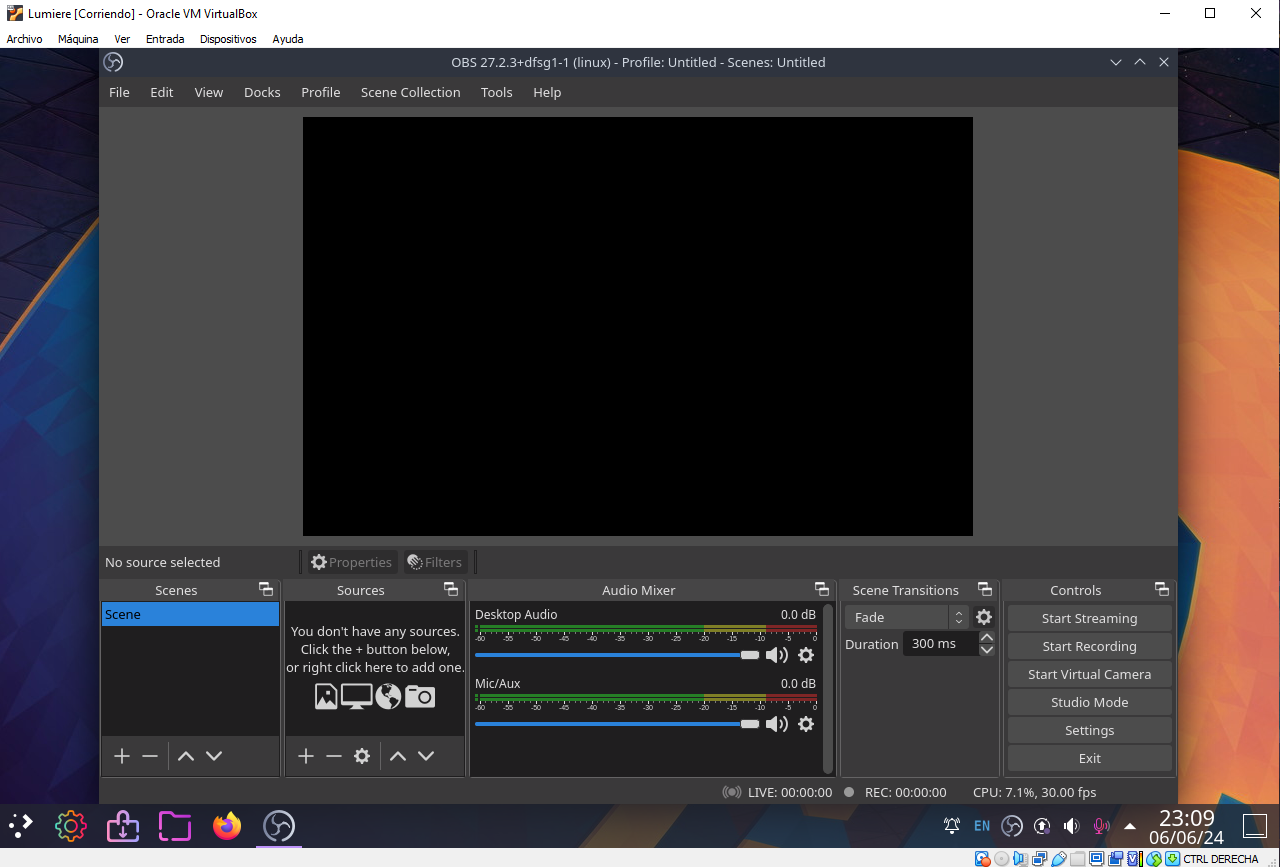 Lumiere [Corriendo] - Oracle VM VirtualBox
Archivo Máquina Ver Entrada Dispositivos Ayuda
OBS 27.2.3+dfsg1-1 (linux) - Profile: Untitled - Scenes: Untitled
File Edit View Docks Profile Scene Collection Tools Help
No source selected Properties Filters
Scenes
Scene
Sources
You don't have any sources.
Click the + button below,
or right click here to add one.
Audio Mixer
Desktop Audio 0.0 dB
-60 -55 -50 -45 -40 -35 -30 -25 -20 -15 -10 -5 0
Mic/Aux 0.0 dB
-60 -55 -50 -45 -40 -35 -30 -25 -20 -15 -10 -5 0
Scene Transitions
Fade
Duration 300 ms
Controls
Start Streaming
Start Recording
Start Virtual Camera
Studio Mode
Settings
Exit
LIVE: 00:00:00 REC: 00:00:00 CPU: 7.1%, 30.00 fps
EN
23:09
06/06/24
CTRL DERECHA